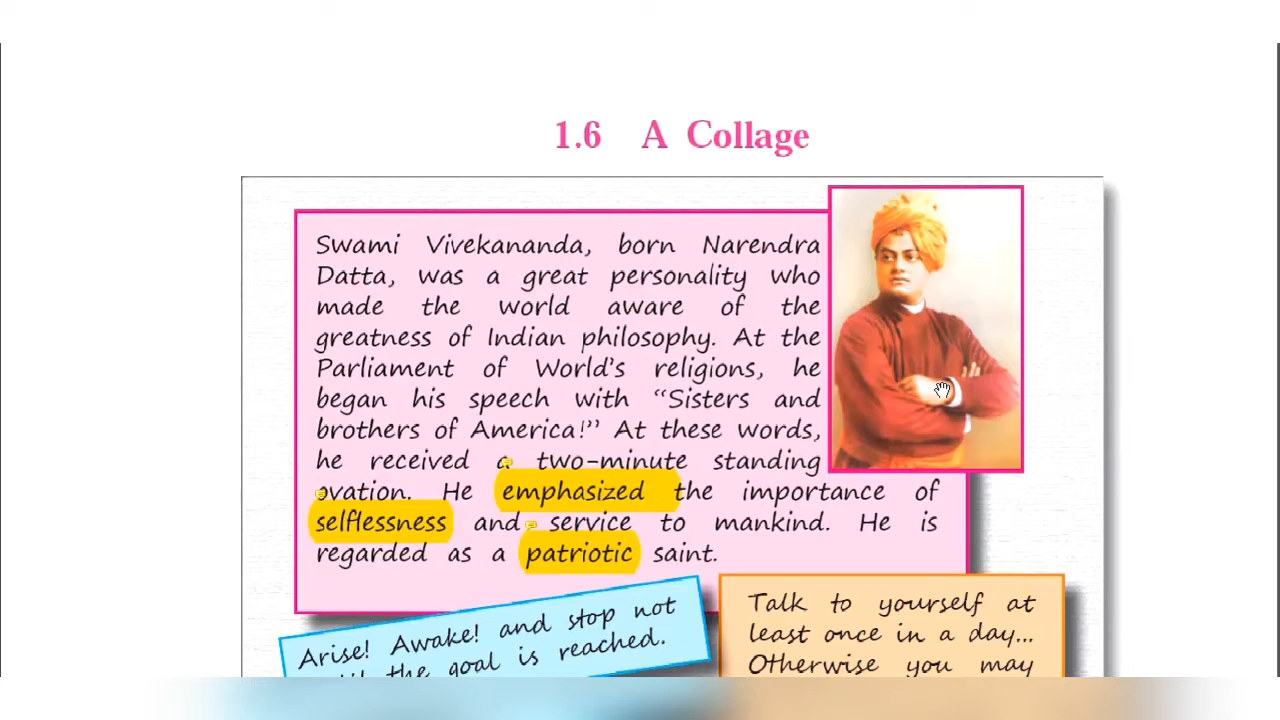 1.6 A Collage
Swami Vivekananda, born Narendra
Datta, was a great personality who
made the world aware of the
greatness of Indian philosophy. At the
Parliament of World's religions, he
began his speech with "Sisters and
brothers of America!" At these words,
he received a two-minute standing
ovation. He emphasized the importance of
selflessness and service to mankind. He is
regarded as a patriotic saint.
Arise! Awake! and stop not
the goal is reached.
Talk to yourself at
least once in a day...
Otherwise you may